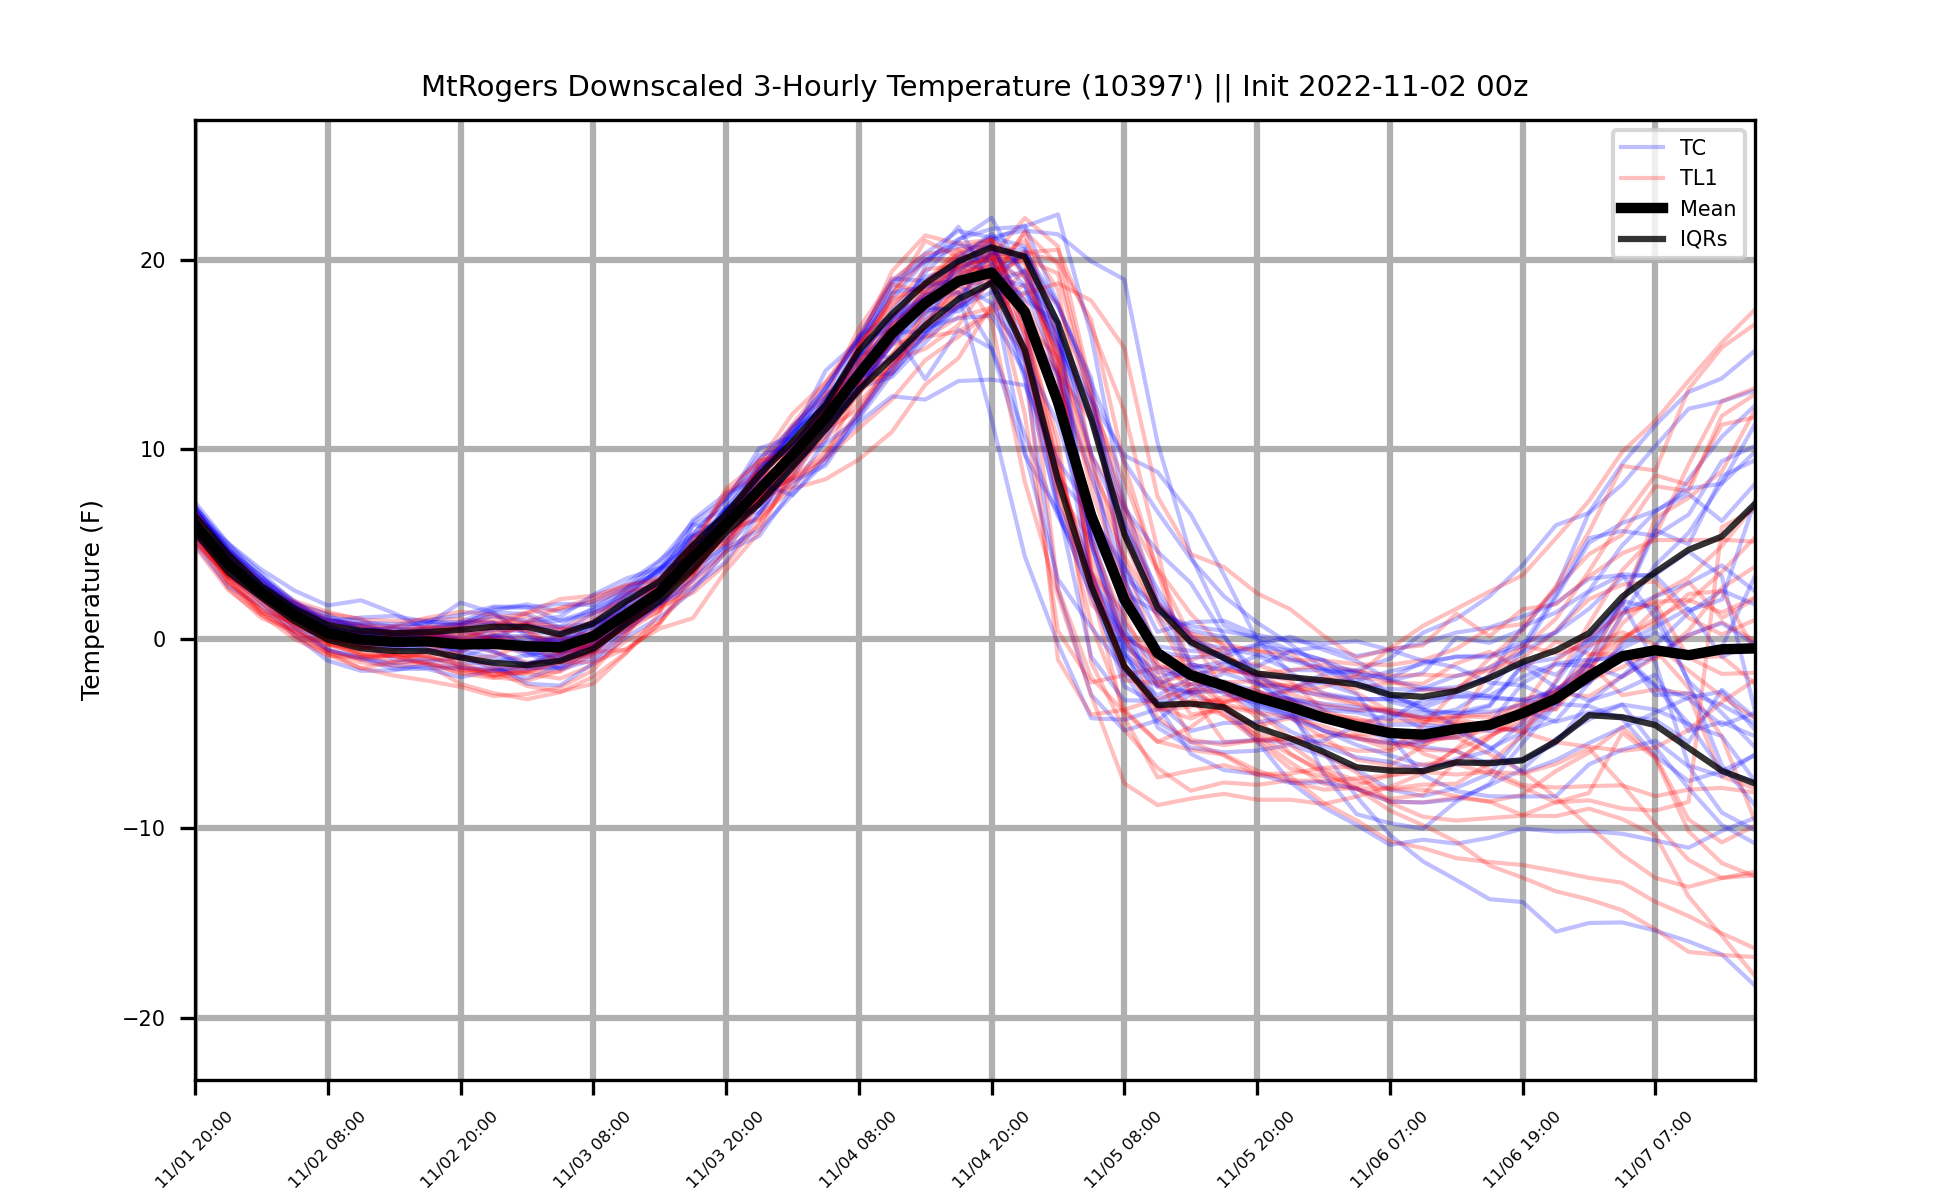 MtRogers Downscaled 3-Hourly Temperature (10397') || Init 2022-11-02 00z
TC
TL1
Mean
IQRs
Temperature (F)
20
10
0
−10
−20
11/01 20:00
11/02 08:00
11/02 20:00
11/03 08:00
11/03 20:00
11/04 08:00
11/04 20:00
11/05 08:00
11/05 20:00
11/06 07:00
11/06 19:00
11/07 07:00